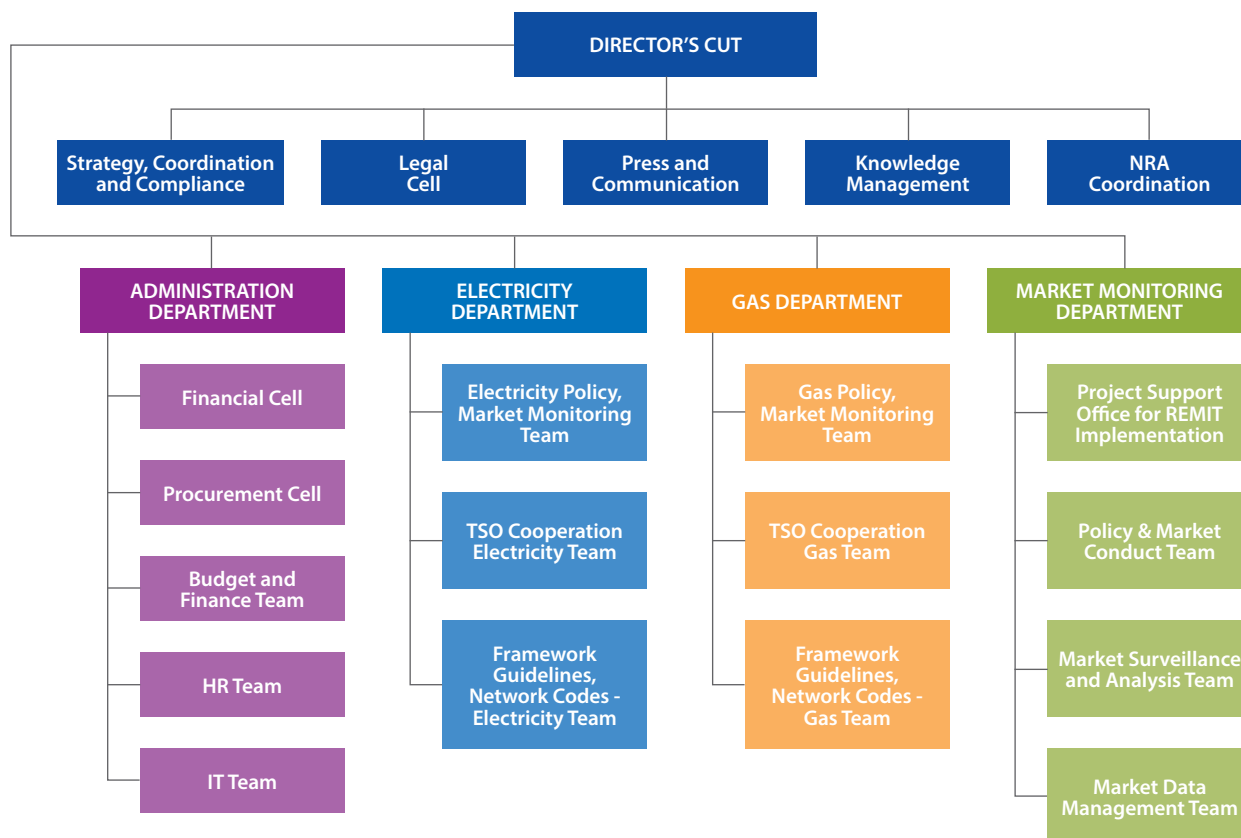 DIRECTOR'S CUT
Strategy, Coordination
and Compliance
Legal
Cell
Press and
Communication
Knowledge
Management
NRA
Coordination
ADMINISTRATION
DEPARTMENT
ELECTRICITY
DEPARTMENT
GAS DEPARTMENT
MARKET MONITORING
DEPARTMENT
Financial Cell
Procurement Cell
Budget and
Finance Team
HR Team
IT Team
Electricity Policy,
Market Monitoring
Team
TSO Cooperation
Electricity Team
Framework
Guidelines,
Network Codes -
Electricity Team
Gas Policy,
Market Monitoring
Team
TSO Cooperation
Gas Team
Framework
Guidelines,
Network Codes -
Gas Team
Project Support
Office for REMIT
Implementation
Policy & Market
Conduct Team
Market Surveillance
and Analysis Team
Market Data
Management Team